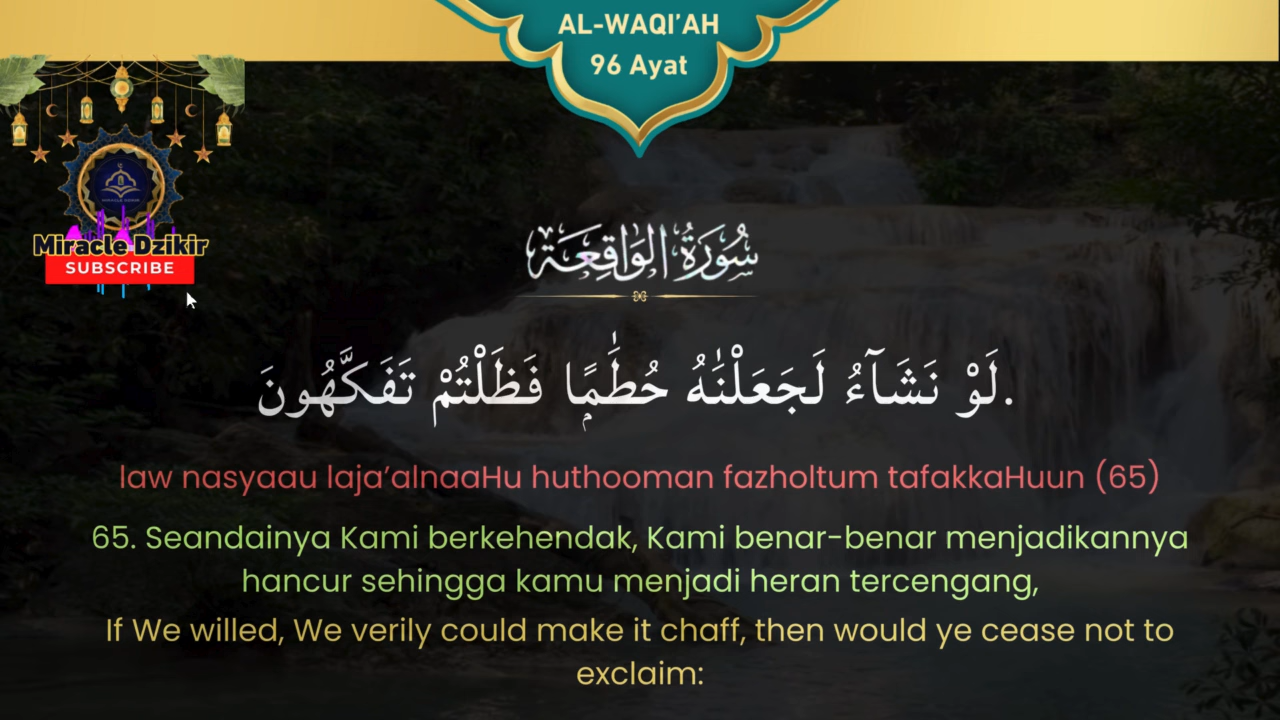 AL-WAQI’AH
96 Ayat
Miracle Dzikir
SUBSCRIBE
سُورَةُ الوَاقِعَة
لَوْ نَشَآءُ لَجَعَلْنٰهُ حُطَٰمًۭا فَظَلْتُمْ تَفَكَّهُونَ.
law nasyaau laja’alnaaHu huthooman fazholtum tafakkaHuun (65)
65. Seandainya Kami berkehendak, Kami benar-benar menjadikannya
hancur sehingga kamu menjadi heran tercengang,
If We willed, We verily could make it chaff, then would ye cease not to
exclaim: